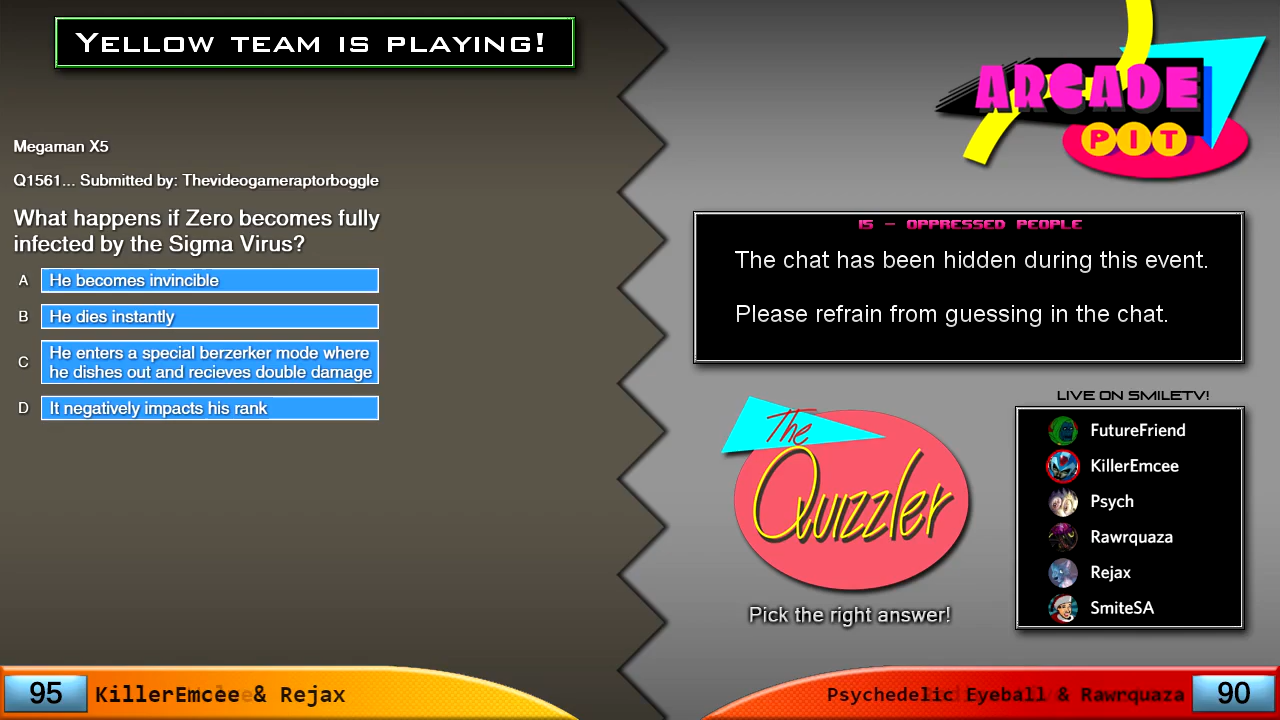 YELLOW TEAM IS PLAYING!
ARCADE
PIT
Megaman X5
Q1561... Submitted by: Thevideogameraptorboggle
What happens if Zero becomes fully
infected by the Sigma Virus?
A He becomes invincible
B He dies instantly
C He enters a special berzerker mode where
he dishes out and recieves double damage
D It negatively impacts his rank
15 - OPPRESSED PEOPLE
The chat has been hidden during this event.
Please refrain from guessing in the chat.
The
Quizzler
Pick the right answer!
LIVE ON SMILETV!
FutureFriend
KillerEmcee
Psych
Rawrquaza
Rejax
SmiteSA
95 KillerEmcee & Rejax
Psychedelic Eyeball & Rawrquaza 90